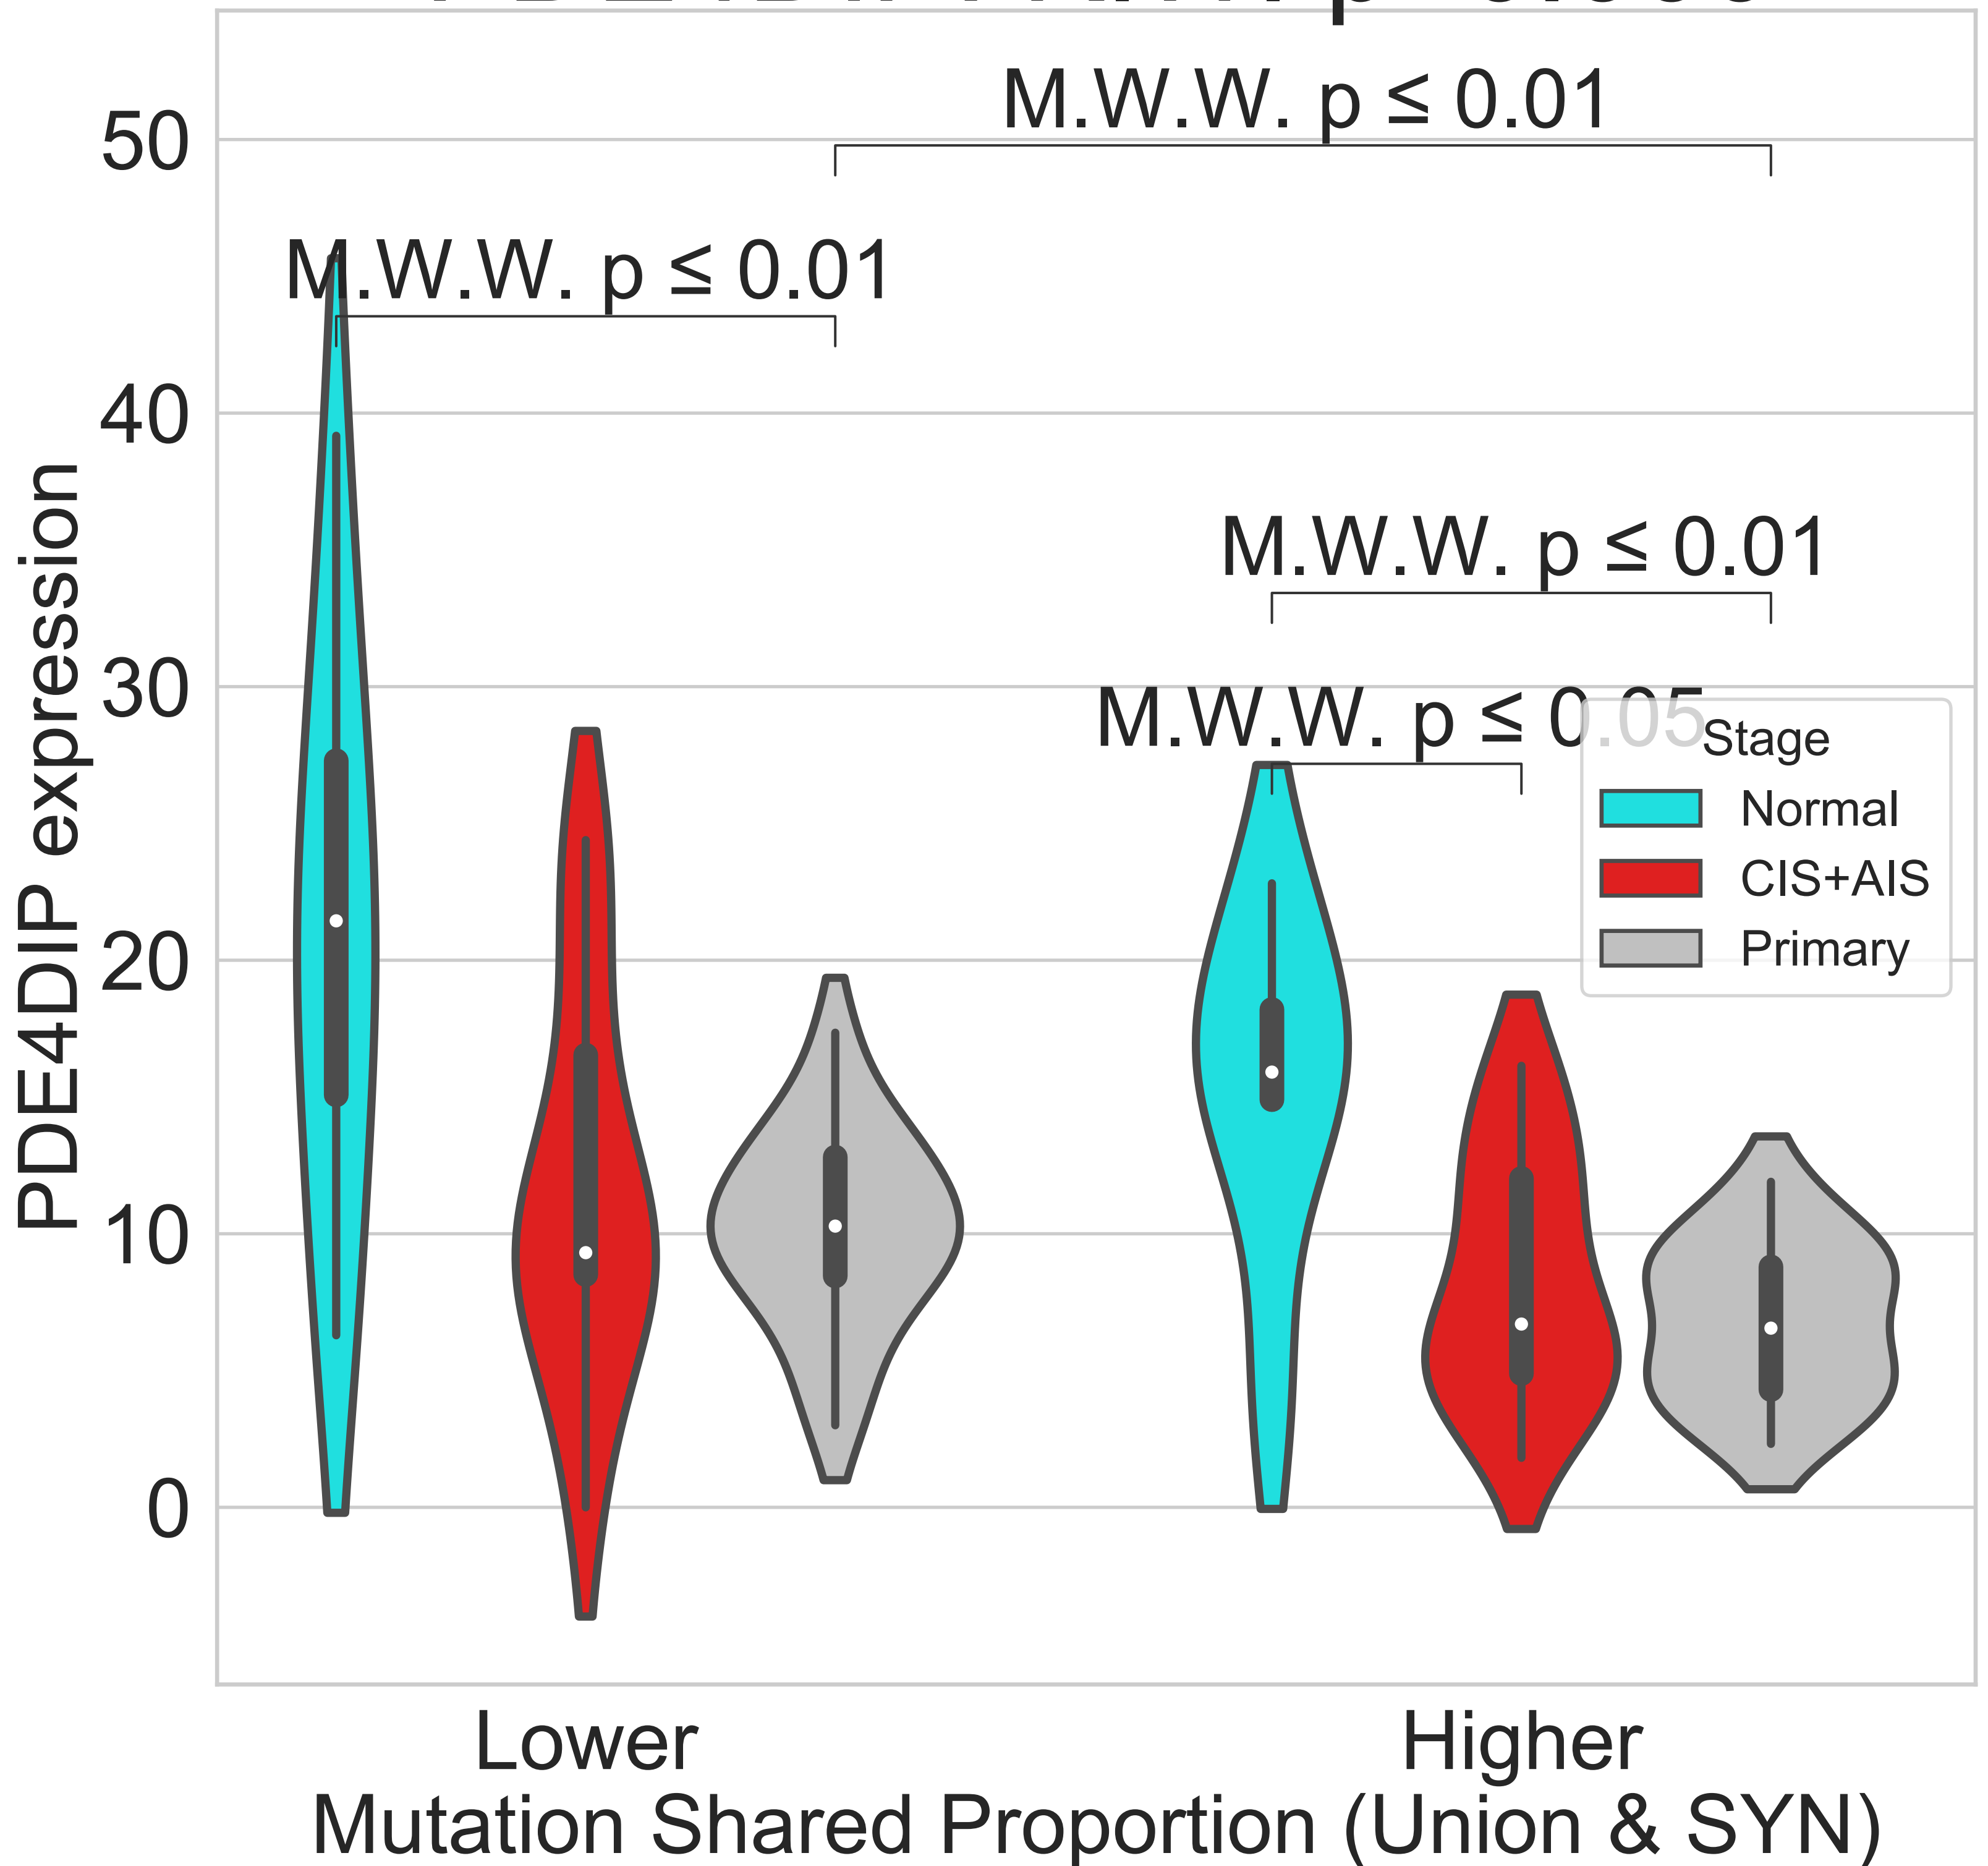 M.W.W. p ≤ 0.01
50
M.W.W. p ≤ 0.01
40
M.W.W. p ≤ 0.01
30
M.W.W. p ≤ 0.05
Stage
Normal
CIS+AIS
Primary
20
10
0
PDE4DIP expression
Lower
Higher
Mutation Shared Proportion (Union & SYN)